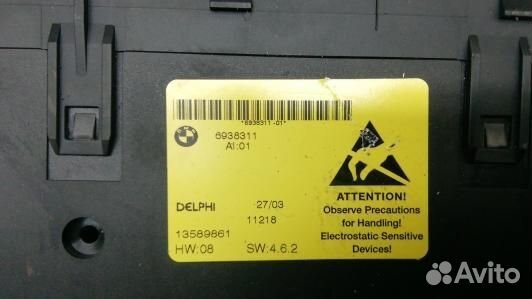 *6938311-01*
6938311
AI:01
DELPHI 27/03
11218
13589861
HW:08 SW:4.6.2
ATTENTION!
Observe Precautions
for Handling!
Electrostatic Sensitive
Devices!
Avito